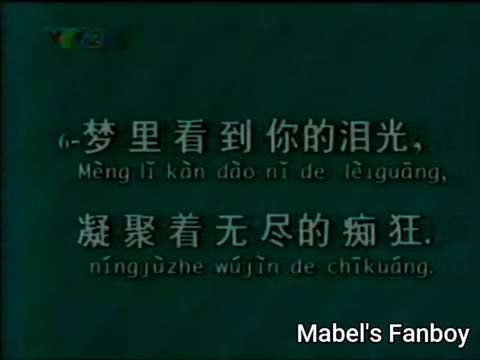 VTV2
6-梦里看到你的泪光，
Mèng lǐ kàn dào nǐ de lèiguāng,
凝聚着无尽的痴狂.
níngjùzhe wújìn de chīkuáng.
Mabel's Fanboy